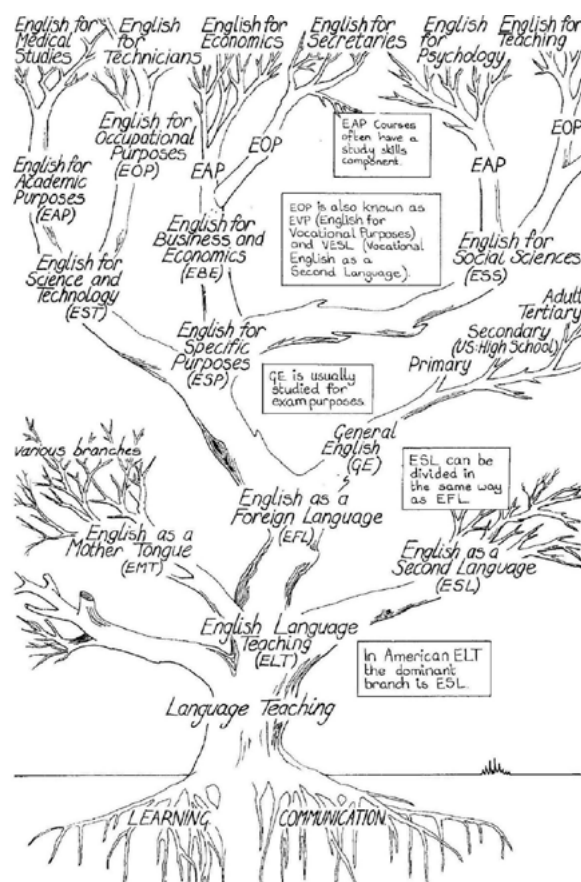 English for
Medical
Studies
English
for
Technicians
English for
Economics
English for
Secretaries
English
for
Psychology
English for
Teaching
English for
Occupational
Purposes
(EOP)
EAP
EOP
EAP Courses
often have a
study skills
component.
EAP
EOP
English for
Academic
Purposes
(EAP)
English for
Business and
Economics
(EBE)
EOP is also known as
EVP (English for
Vocational Purposes)
and VESL (Vocational
English as a
Second Language).
English for
Social Sciences
(ESS)
English for
Science and
Technology
(EST)
English for
Specific
Purposes
(ESP)
Adult
Tertiary
Secondary
(US:High School)
Primary
GE is usually
studied for
exam purposes
General
English
(GE)
various branches
ESL can be
divided in
the same way
as EFL.
English as a
Mother Tongue
(EMT)
English as a
Foreign Language
(EFL)
English as a
Second Language
(ESL)
English Language
Teaching
(ELT)
In American ELT
the dominant
branch is ESL.
Language Teaching
LEARNING
COMMUNICATION